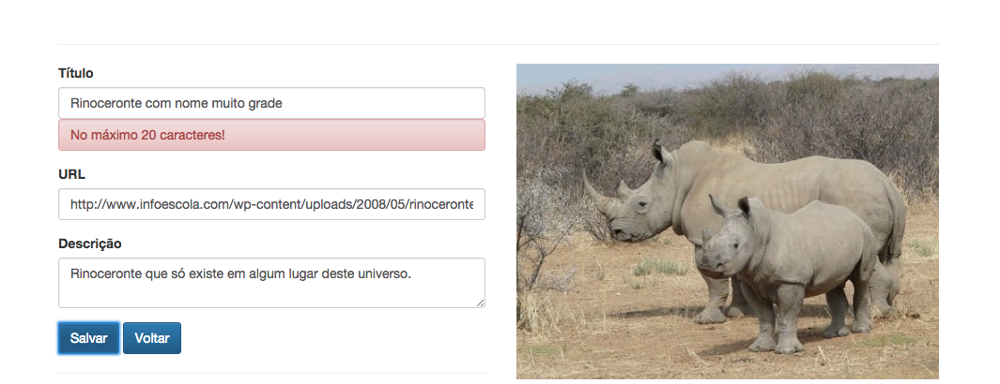 Título
Rinoceronte com nome muito grade
No máximo 20 caracteres!
URL
http://www.infoescola.com/wp-content/uploads/2008/05/rinoceronte
Descrição
Rinoceronte que só existe em algum lugar deste universo.
Salvar Voltar